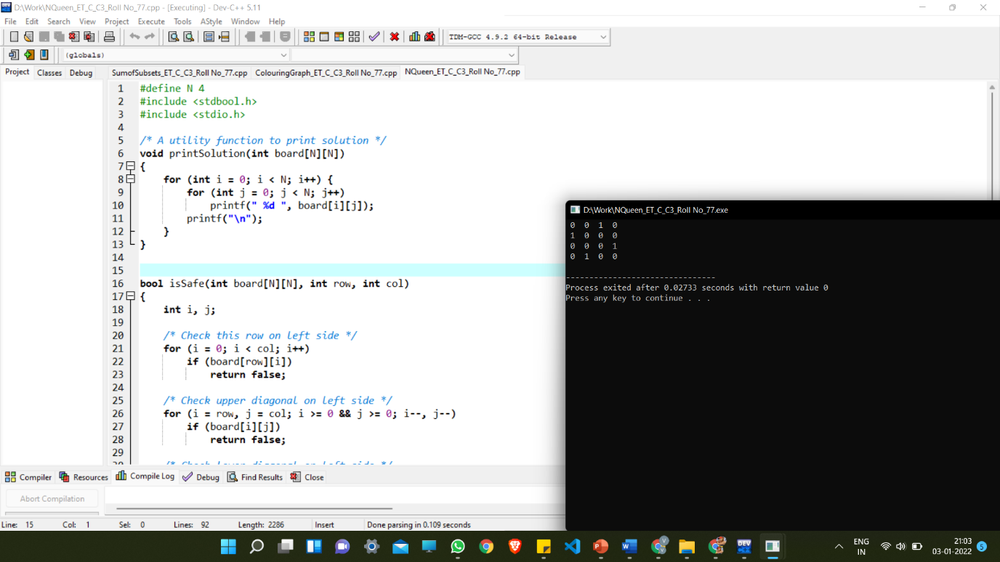 D:\Work\NQueen_ET_C_C3_Roll No_77.cpp - [Executing] - Dev-C++ 5.11
File Edit Search View Project Execute Tools AStyle Window Help
TDM-GCC 4.9.2 64-bit Release
(globals)
Project Classes Debug SumofSubsets_ET_C_C3_Roll No_77.cpp ColouringGraph_ET_C_C3_Roll No_77.cpp NQueen_ET_C_C3_Roll No_77.cpp
1 #define N 4
2 #include <stdbool.h>
3 #include <stdio.h>
4
5 /* A utility function to print solution */
6 void printSolution(int board[N][N])
7 {
8 for (int i = 0; i < N; i++) {
9 for (int j = 0; j < N; j++)
10 printf(" %d ", board[i][j]);
11 printf("\n");
12 }
13 }
14
15
16 bool isSafe(int board[N][N], int row, int col)
17 {
18 int i, j;
19
20 /* Check this row on left side */
21 for (i = 0; i < col; i++)
22 if (board[row][i])
23 return false;
24
25 /* Check upper diagonal on left side */
26 for (i = row, j = col; i >= 0 && j >= 0; i--, j--)
27 if (board[i][j])
28 return false;
29
D:\Work\NQueen_ET_C_C3_Roll No_77.exe
0 0 1 0
1 0 0 0
0 0 0 1
0 1 0 0
--------------------------------
Process exited after 0.02733 seconds with return value 0
Press any key to continue . . .
Compiler Resources Compile Log Debug Find Results Close
Abort Compilation
Line: 15 Col: 1 Sel: 0 Lines: 92 Length: 2286 Insert Done parsing in 0.109 seconds
ENG
IN
21:03
03-01-2022
5